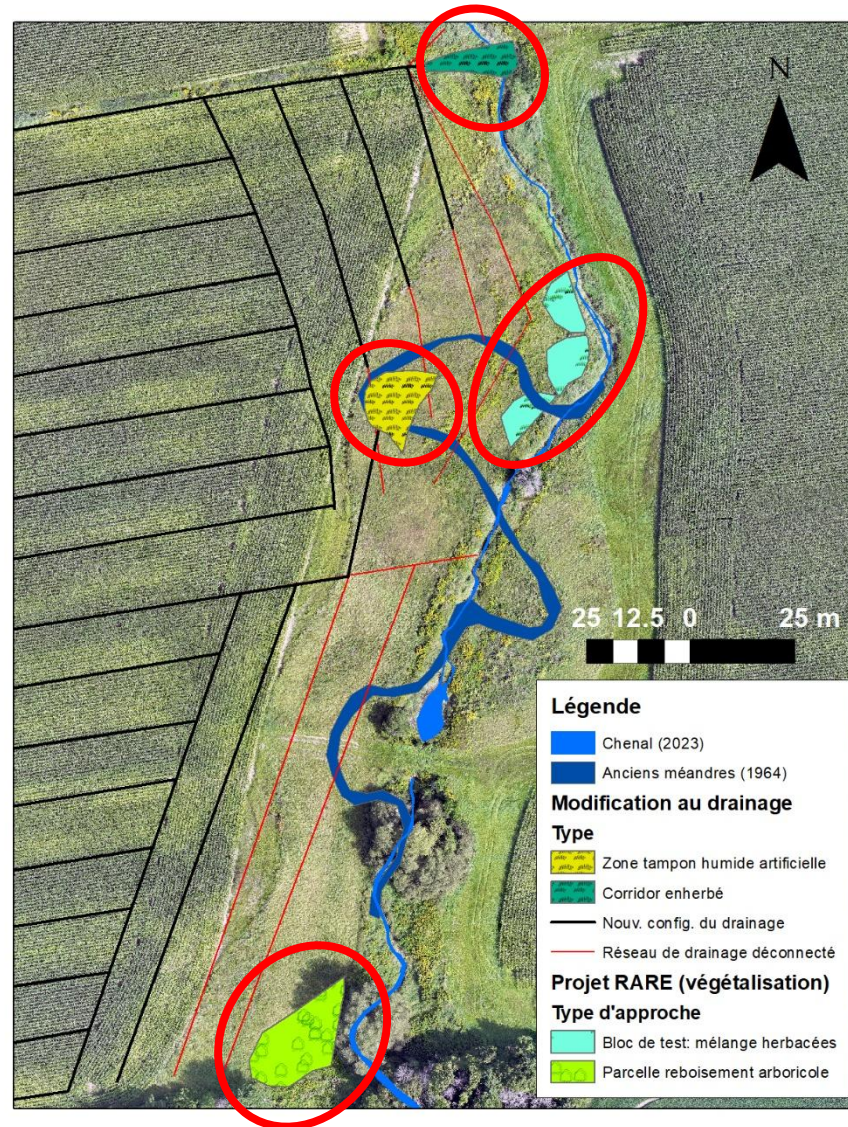 N
25 12.5 0 25 m
Légende
Chenal (2023)
Anciens méandres (1964)
Modification au drainage
Type
Zone tampon humide artificielle
Corridor enherbé
Nouv. config. du drainage
Réseau de drainage déconnecté
Projet RARE (végétalisation)
Type d'approche
Bloc de test: mélange herbacées
Parcelle reboisement arboricole